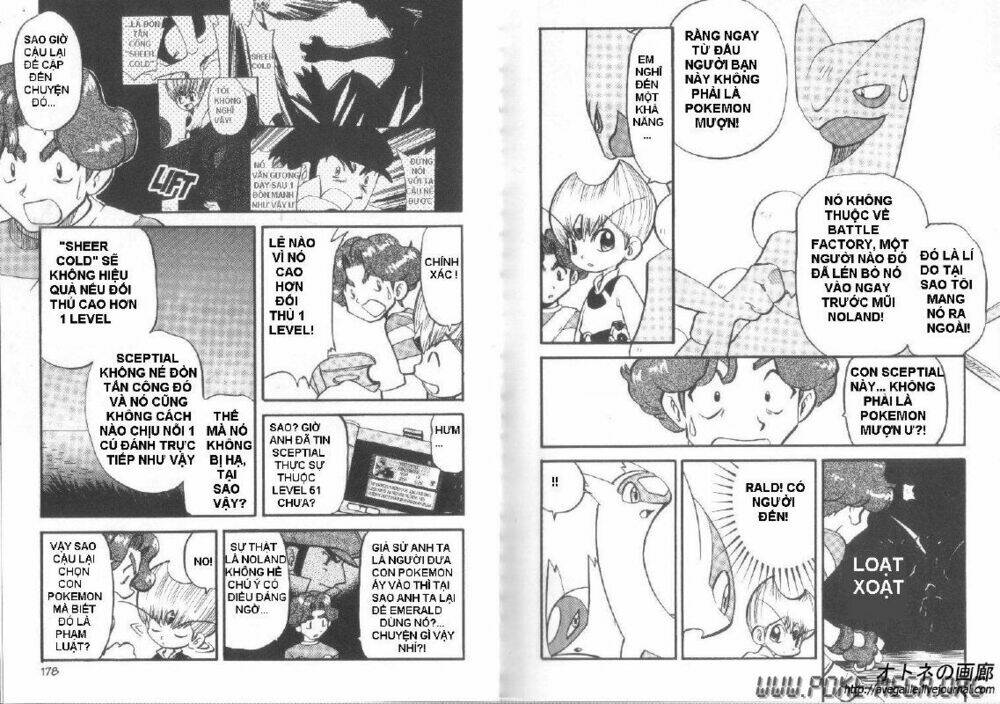 RẰNG NGAY
TỪ ĐẦU
NGƯỜI BẠN
NÀY KHÔNG
PHẢI LÀ
POKEMON
MƯỢN!
EM
NGHĨ
ĐẾN
MỘT
KHẢ
NĂNG
...
NÓ KHÔNG
THUỘC VỀ
BATTLE
FACTORY, MỘT
NGƯỜI NÀO ĐÓ
ĐÃ LÉN BỎ NÓ
VÀO NGAY
TRƯỚC MŨI
NOLAND!
ĐÓ LÀ LÍ
DO TẠI
SAO TÔI
MANG
NÓ RA
NGOÀI!
CON SCEPTIAL
NÀY... KHÔNG
PHẢI LÀ
POKEMON
MƯỢN Ư?!
!!
RALD! CÓ
NGƯỜI
ĐẾN!
LOẠT
XOẠT
SAO GIỜ
CẬU LẠI
ĐỀ CẬP
ĐẾN
CHUYỆN
ĐÓ...
...LÀ ĐÒN
TẤN
CÔNG
"SHEER
COLD"
SHEER
COLD
TÔI
KHÔNG
NGHĨ
VẬY!
LIFT
NÓ
VẪN GƯỢNG
DẬY SAU 1
ĐÒN MẠNH
NHƯ VẬY Ư
ĐỪNG
NÓI
VỚI TA
CẬU NÉ
ĐƯỢC
"SHEER
COLD" SẼ
KHÔNG HIỆU
QUẢ NẾU ĐỐI
THỦ CAO HƠN
1 LEVEL
SCEPTIAL
KHÔNG NÉ ĐÒN
TẤN CÔNG ĐÓ
VÀ NÓ CŨNG
KHÔNG CÁCH
NÀO CHỊU NỔI 1
CÚ ĐÁNH TRỰC
TIẾP NHƯ VẬY
THẾ
MÀ NÓ
KHÔNG
BỊ HẠ,
TẠI
SAO
VẬY?
LẼ NÀO
VÌ NÓ
CAO
HƠN
ĐỐI
THỦ 1
LEVEL!
CHÍNH
XÁC !
SAO? GIỜ
ANH ĐÃ TIN
SCEPTIAL
THỰC SỰ
THUỘC
LEVEL 61
CHƯA?
HƯM
...
VẬY SAO
CẬU LẠI
CHỌN
CON
POKEMON
MÀ BIẾT
ĐÓ LÀ
PHẠM
LUẬT?
NO!
SỰ THẬT
LÀ NOLAND
KHÔNG HỀ
CHÚ Ý CÓ
ĐIỀU ĐÁNG
NGỜ...
GIẢ SỬ ANH TA
LÀ NGƯỜI ĐƯA
CON POKEMON
ẤY VÀO THÌ TẠI
SAO ANH TA LẠI
ĐỂ EMERALD
DÙNG NÓ?...
CHUYỆN GÌ VẬY
NHỈ?!
178
オトネの画廊
http://avegaille.livejournal.com/